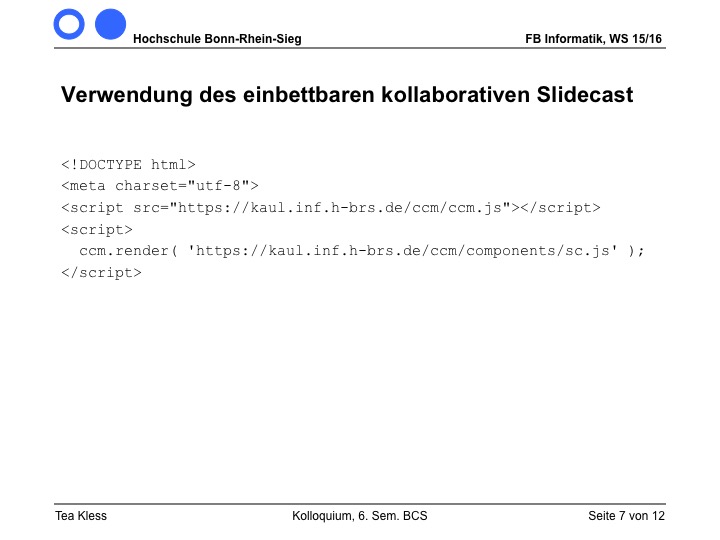 Hochschule Bonn-Rhein-Sieg FB Informatik, WS 15/16
Verwendung des einbettbaren kollaborativen Slidecast
<!DOCTYPE html>
<meta charset="utf-8">
<script src="https://kaul.inf.h-brs.de/ccm/ccm.js"></script>
<script>
  ccm.render( 'https://kaul.inf.h-brs.de/ccm/components/sc.js' );
</script>
Tea Kless Kolloquium, 6. Sem. BCS Seite 7 von 12